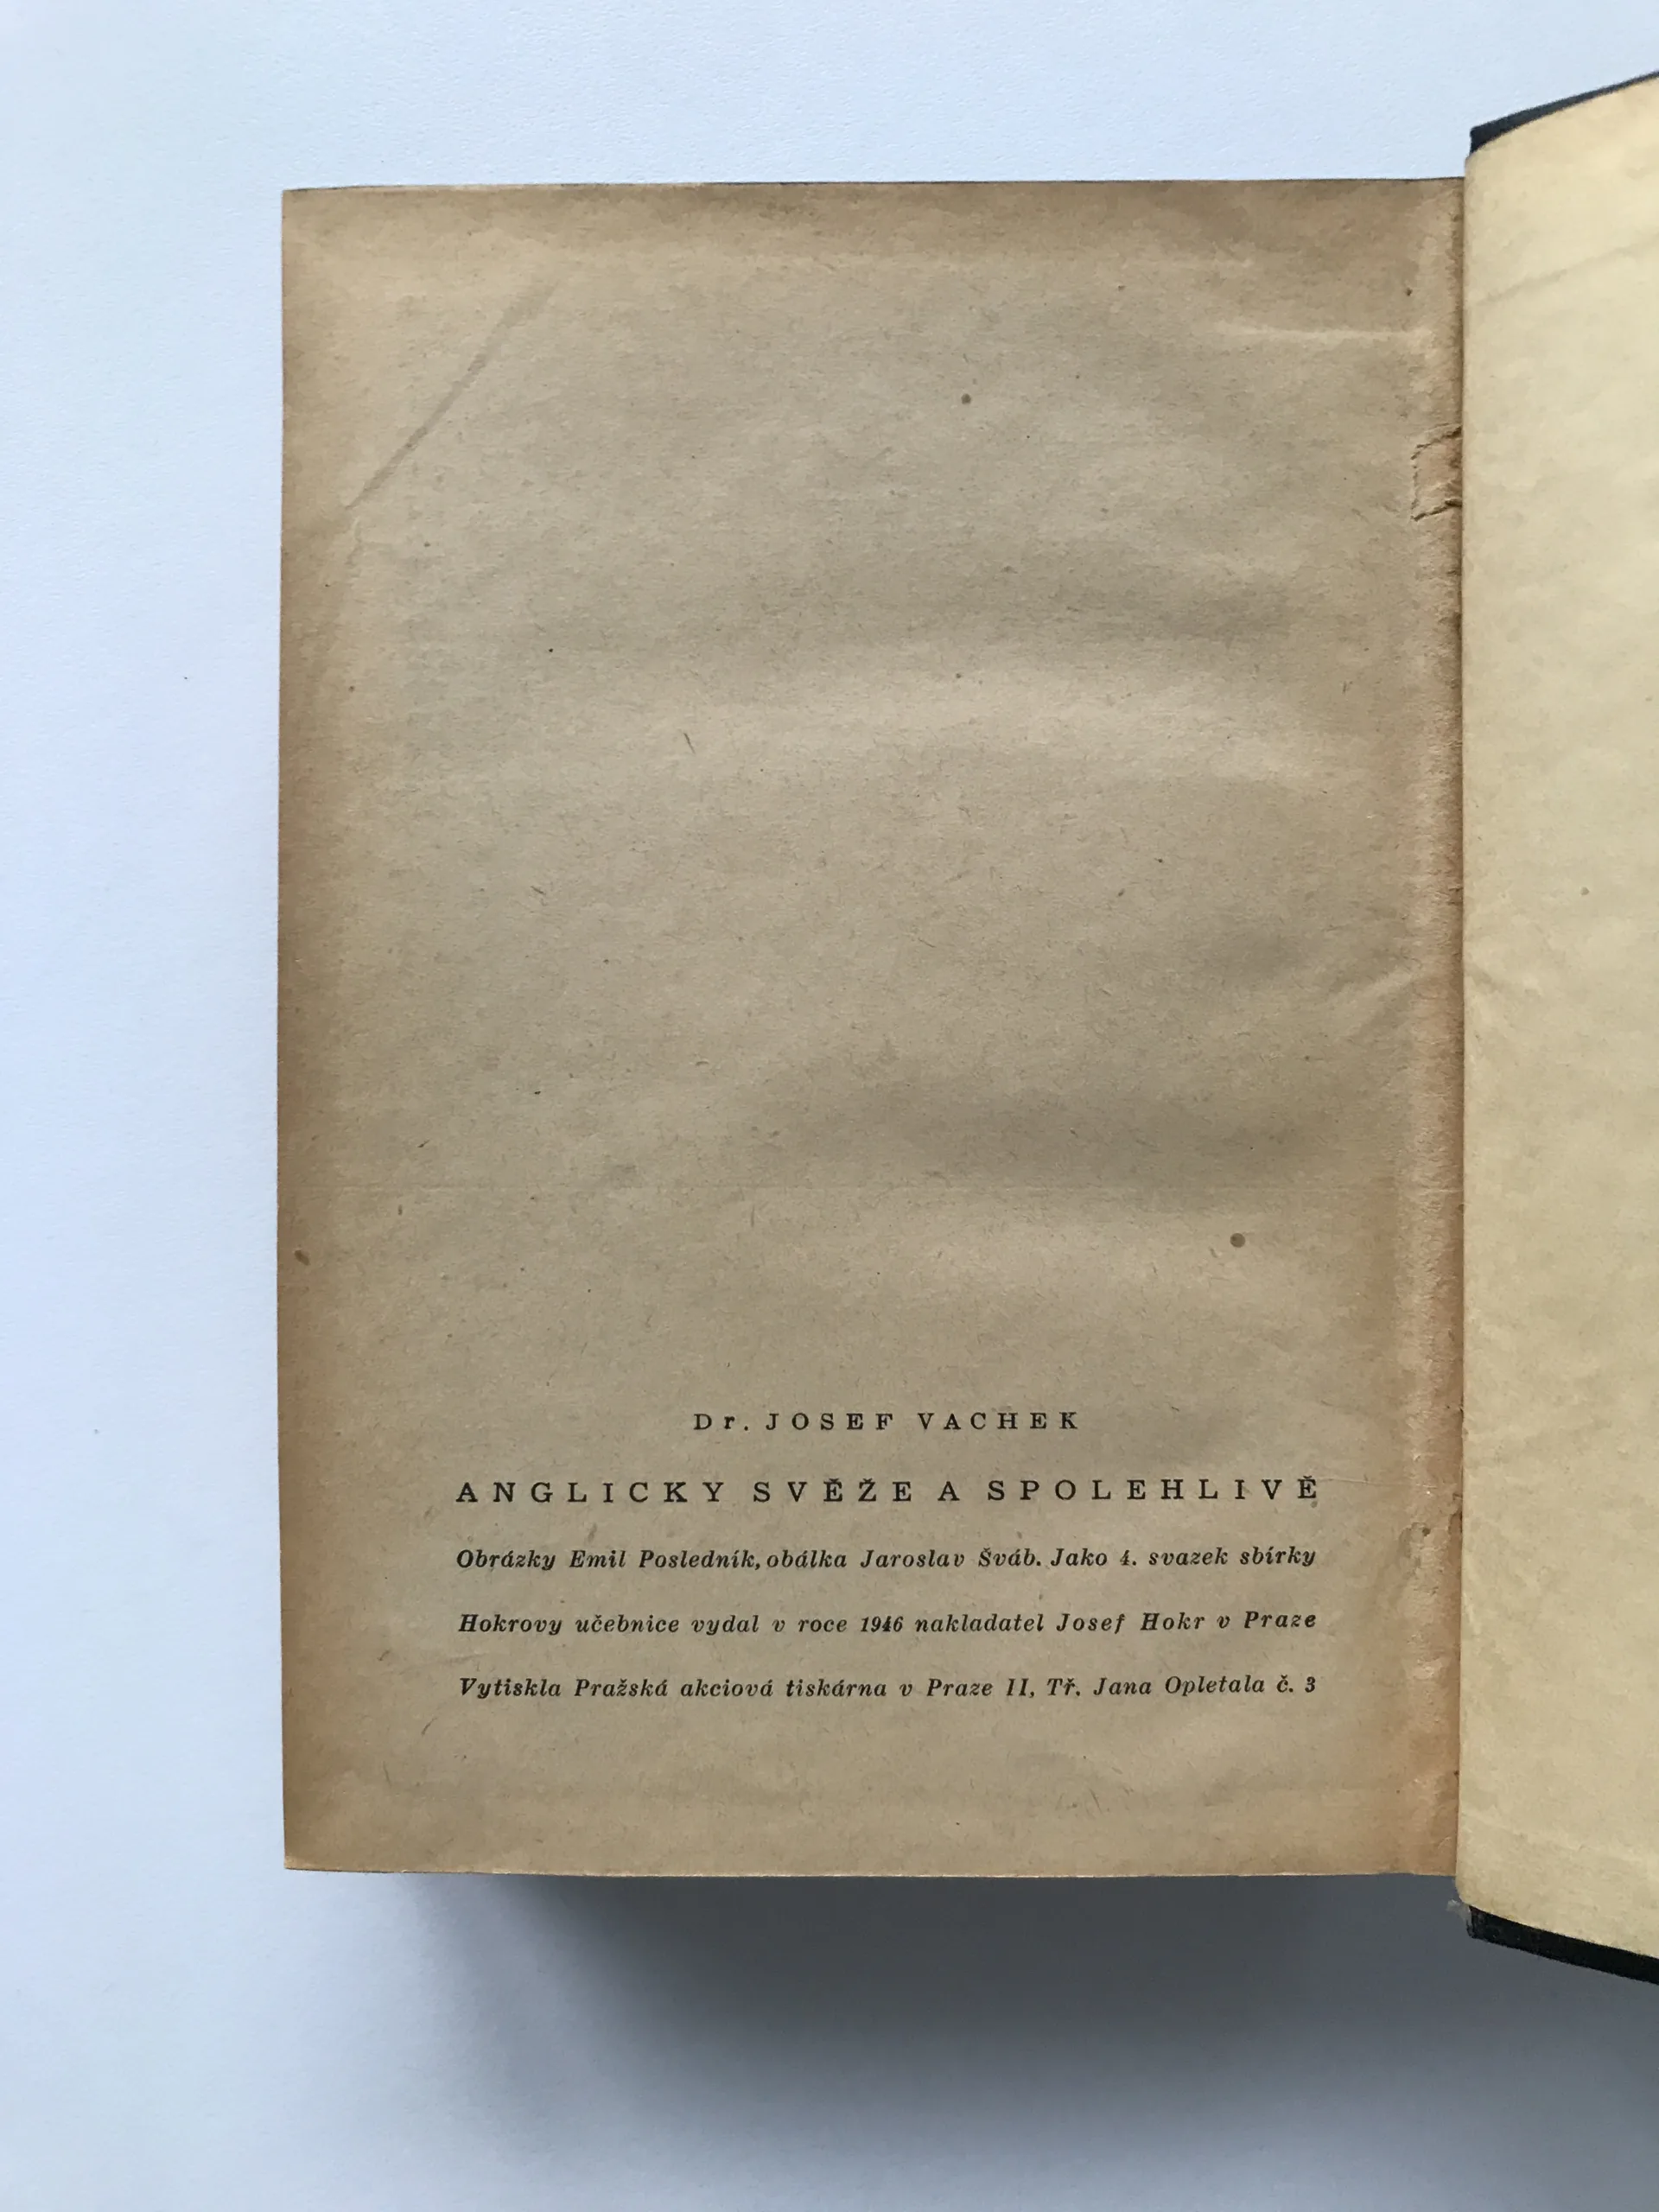 Dr. JOSEF VACHEK
ANGLICKY SVĚŽE A SPOLEHLIVĚ
Obrázky Emil Posledník, obálka Jaroslav Šváb. Jako 4. svazek sbírky
Hokrovy učebnice vydal v roce 1946 nakladatel Josef Hokr v Praze
Vytiskla Pražská akciová tiskárna v Praze II, Tř. Jana Opletala č. 3